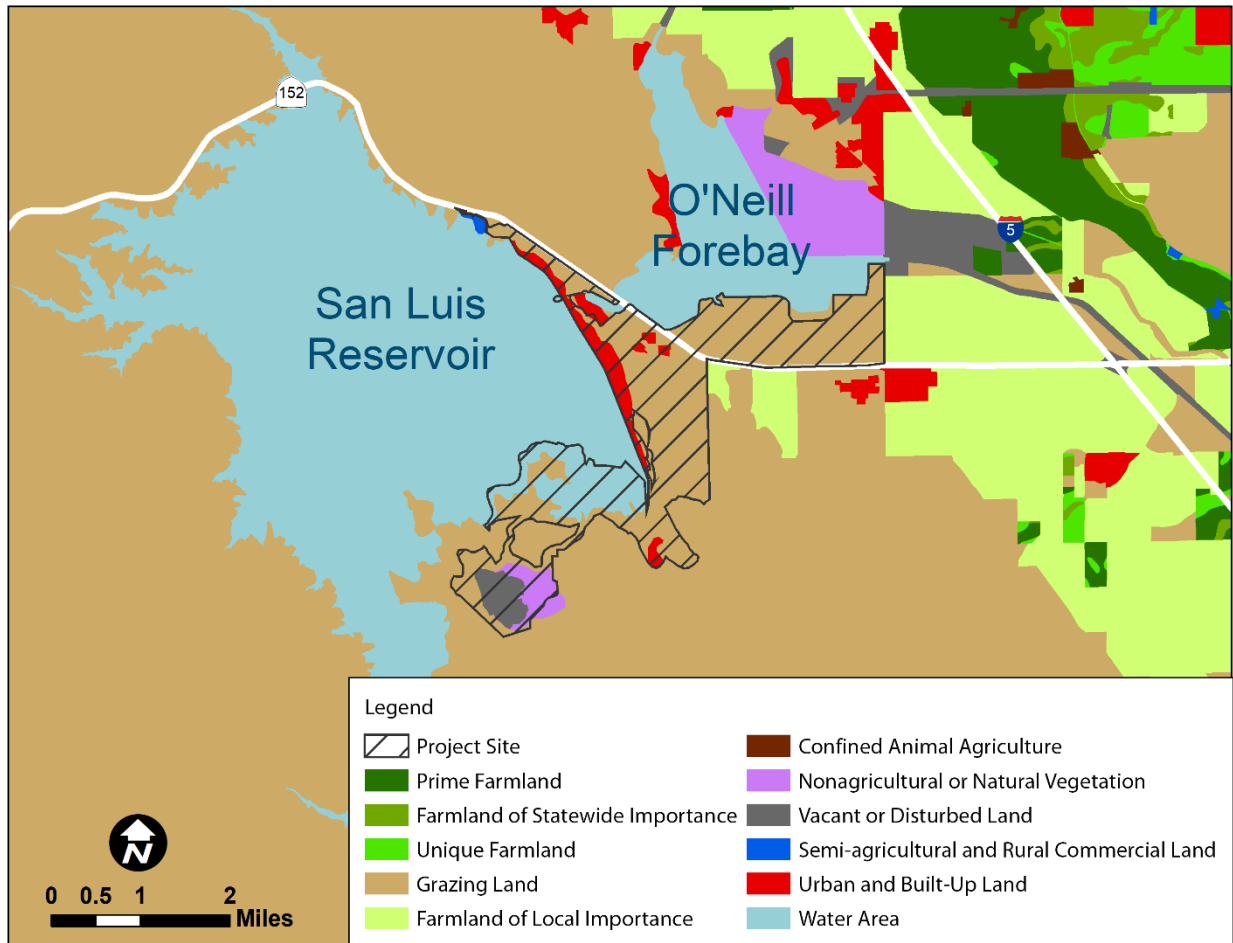 152
O'Neill
Forebay
5
San Luis
Reservoir
Legend
Project Site
Prime Farmland
Farmland of Statewide Importance
Unique Farmland
Grazing Land
Farmland of Local Importance
Confined Animal Agriculture
Nonagricultural or Natural Vegetation
Vacant or Disturbed Land
Semi-agricultural and Rural Commercial Land
Urban and Built-Up Land
Water Area
N
0 0.5 1 2
Miles